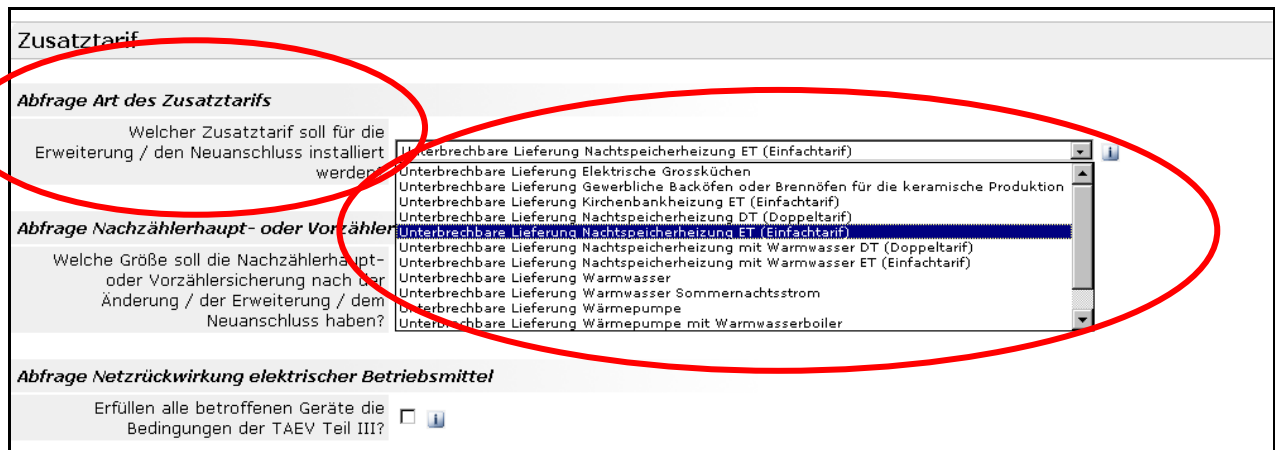 Zusatztarif
Abfrage Art des Zusatztarifs
Welcher Zusatztarif soll für die
Erweiterung / den Neuanschluss installiert
werden?
Unterbrechbare Lieferung Nachtspeicherheizung ET (Einfachtarif)
Unterbrechbare Lieferung Elektrische Grossküchen
Unterbrechbare Lieferung Gewerbliche Backöfen oder Brennöfen für die keramische Produktion
Unterbrechbare Lieferung Kirchenbankheizung ET (Einfachtarif)
Unterbrechbare Lieferung Nachtspeicherheizung DT (Doppeltarif)
Unterbrechbare Lieferung Nachtspeicherheizung ET (Einfachtarif)
Unterbrechbare Lieferung Nachtspeicherheizung mit Warmwasser DT (Doppeltarif)
Unterbrechbare Lieferung Nachtspeicherheizung mit Warmwasser ET (Einfachtarif)
Unterbrechbare Lieferung Warmwasser
Unterbrechbare Lieferung Warmwasser Sommernachtsstrom
Unterbrechbare Lieferung Wärmepumpe
Unterbrechbare Lieferung Wärmepumpe mit Warmwasserboiler
Abfrage Nachzählerhaupt- oder Vorzähler
Welche Größe soll die Nachzählerhaupt-
oder Vorzählersicherung nach der
Änderung / der Erweiterung / dem
Neuanschluss haben?
Abfrage Netzrückwirkung elektrischer Betriebsmittel
Erfüllen alle betroffenen Geräte die
Bedingungen der TAEV Teil III?